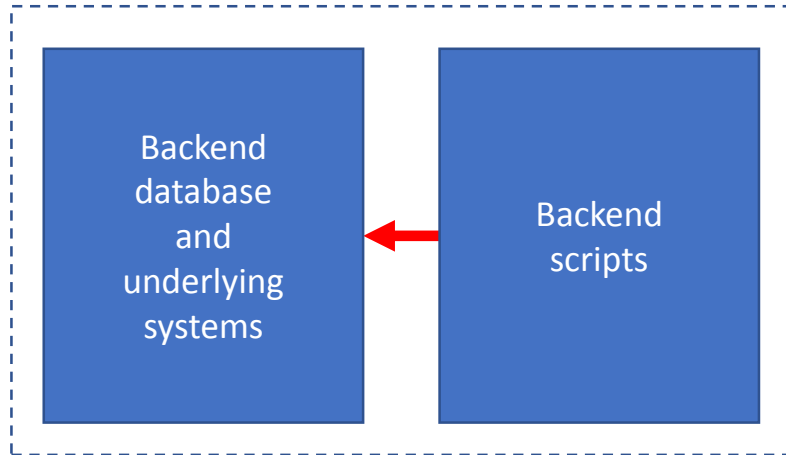 Backend
database
and
underlying
systems
Backend
scripts